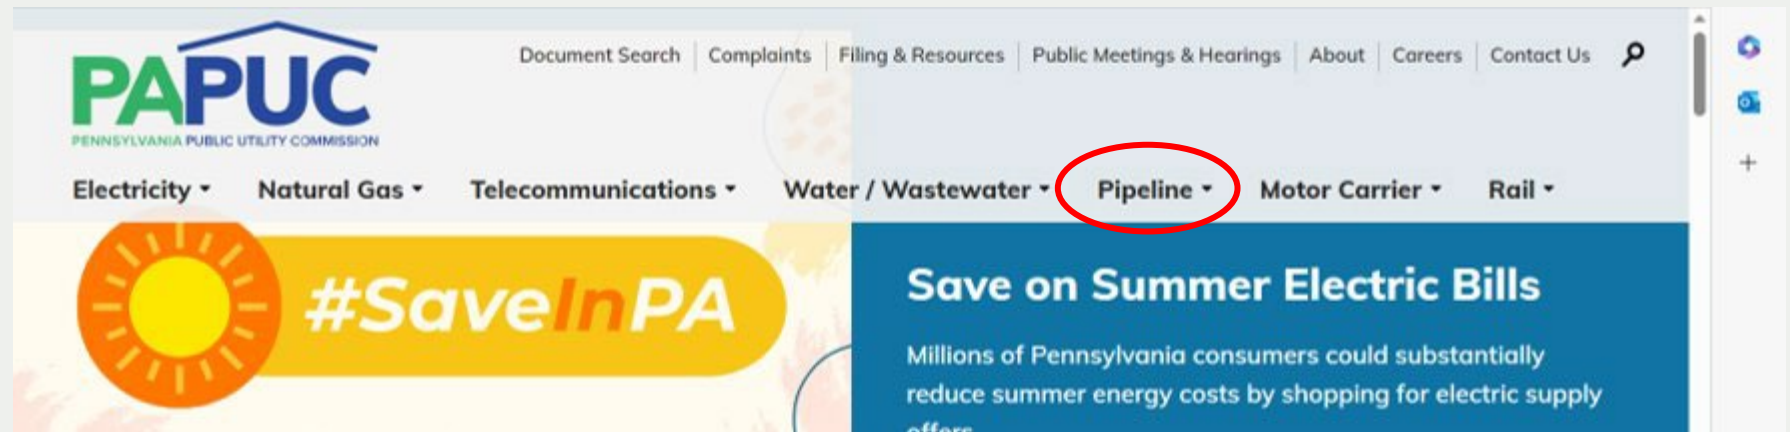 PAPUC
PENNSYLVANIA PUBLIC UTILITY COMMISSION
Document Search Complaints Filing & Resources Public Meetings & Hearings About Careers Contact Us
Electricity Natural Gas Telecommunications Water / Wastewater Pipeline Motor Carrier Rail
#SaveInPA
Save on Summer Electric Bills
Millions of Pennsylvania consumers could substantially
reduce summer energy costs by shopping for electric supply
offers